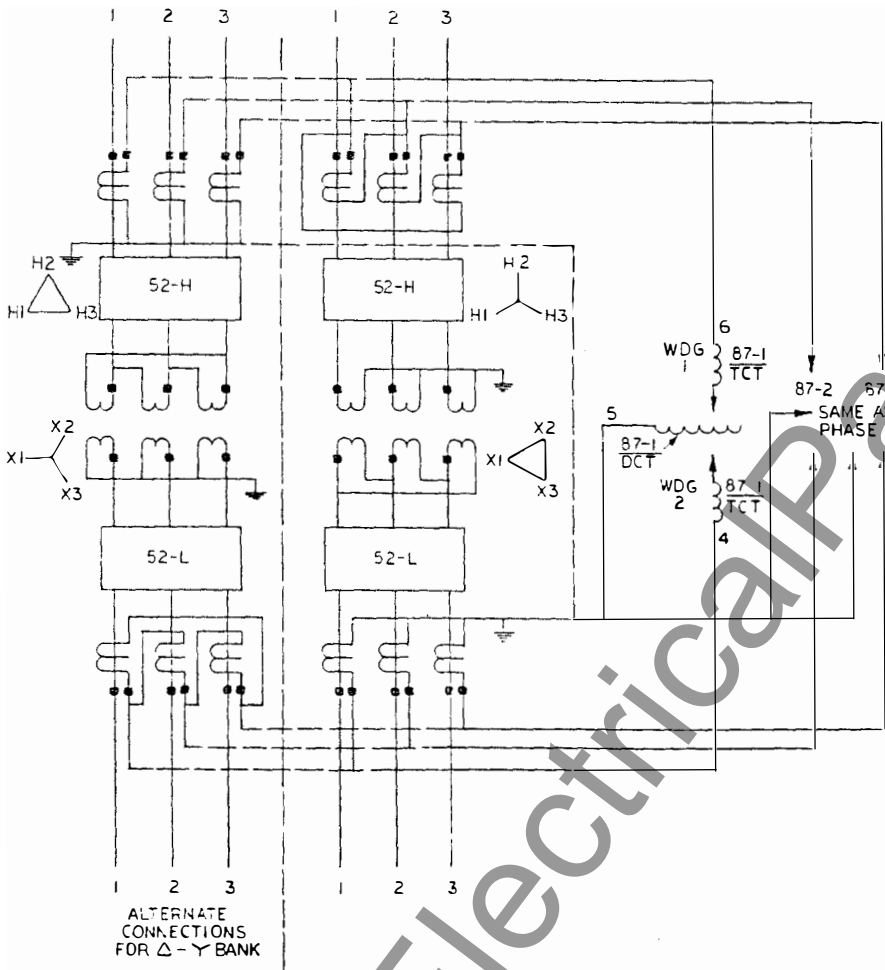 1 2 3 1 2 3
52-H 52-H
H2
H1 H3
H2
H1 H3
X2
X1
X3
X2
X1
X3
52-L 52-L
6
WDG
1
87-1
TCT
5
87-1
DCT
WDG
2
87-1
TCT
4
87-2
SAME A
PHASE
87
1 2 3 1 2 3
ALTERNATE
CONNECTIONS
FOR Δ-Y BANK
ElectricalPa